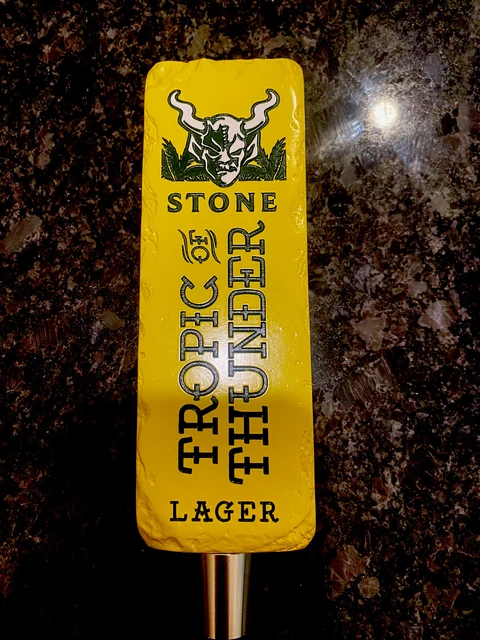 STONE
TROPIC OF
THUNDER
LAGER